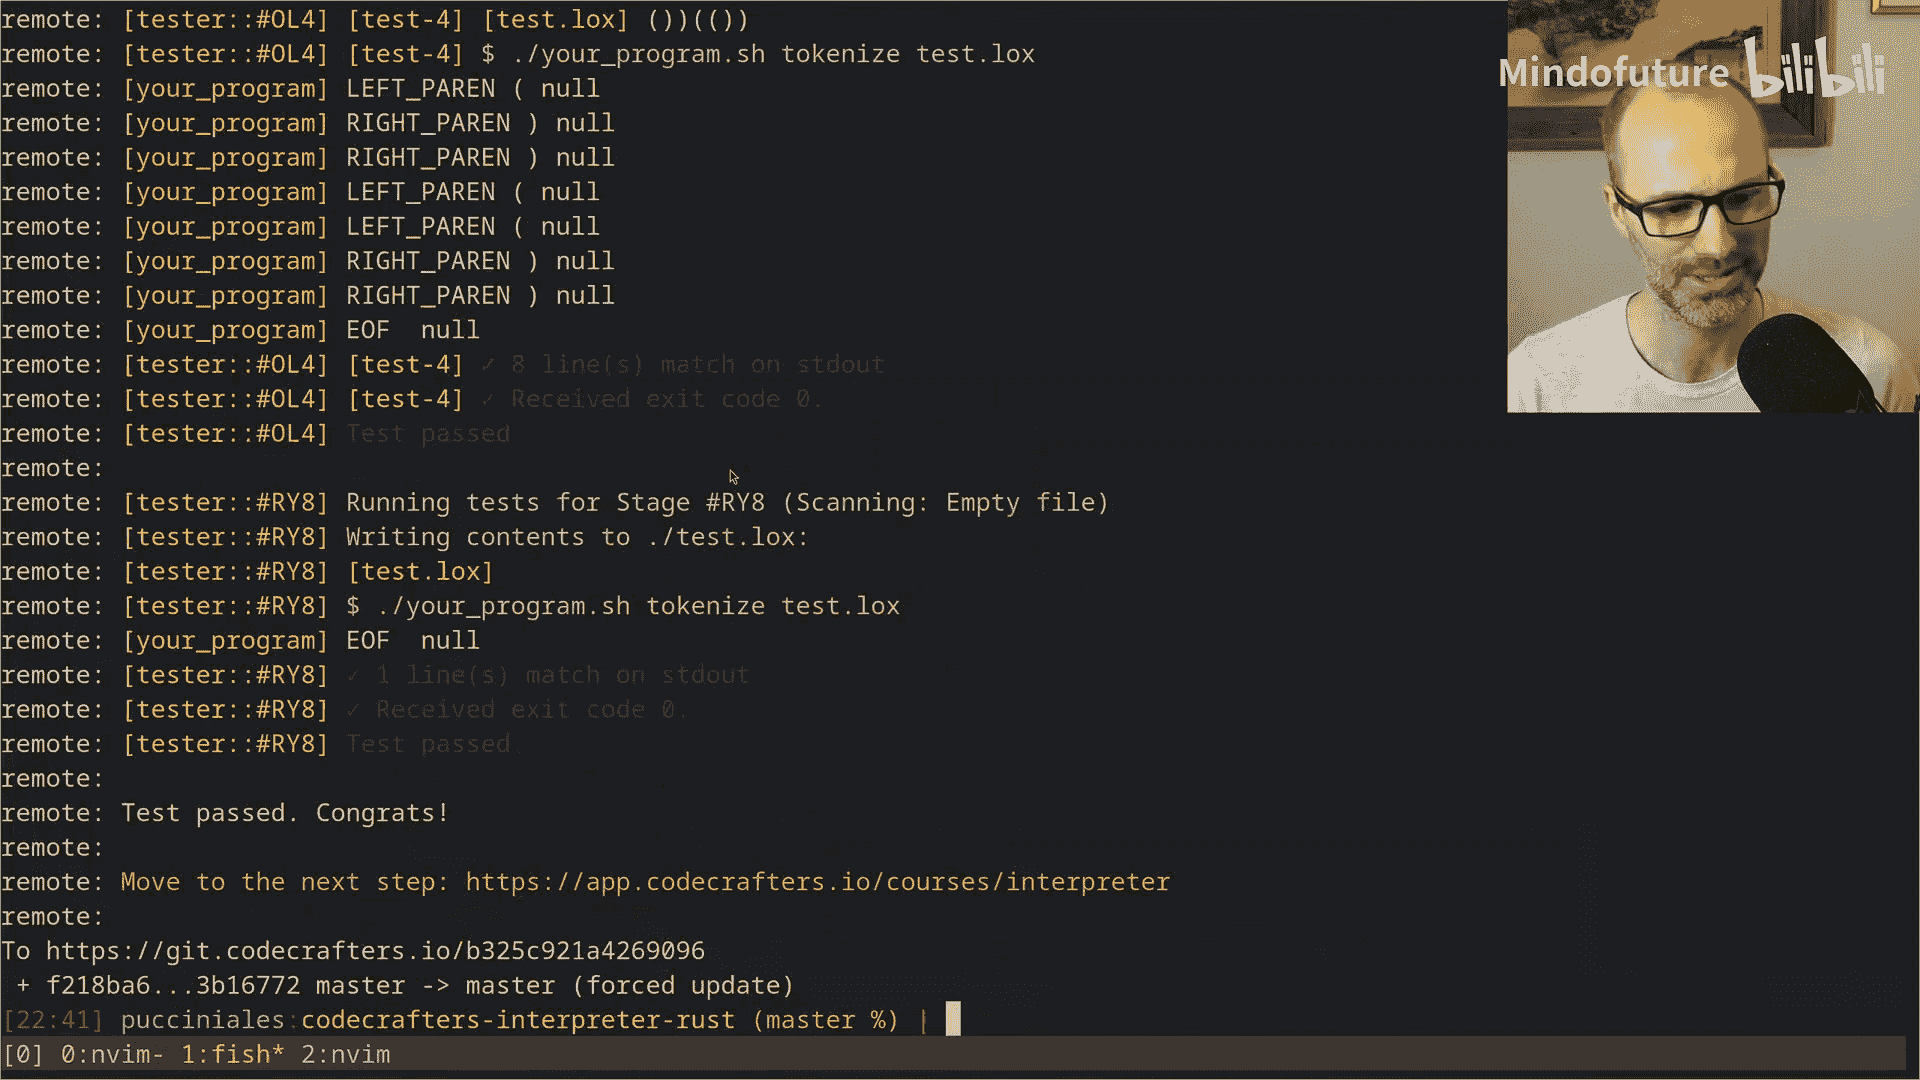 remote: [tester::#OL4] [test-4] [test.lox] ())(())
remote: [tester::#OL4] [test-4] $ ./your_program.sh tokenize test.lox
Mindofuture bilibili
remote: [your_program] LEFT_PAREN ( null
remote: [your_program] RIGHT_PAREN ) null
remote: [your_program] RIGHT_PAREN ) null
remote: [your_program] LEFT_PAREN ( null
remote: [your_program] LEFT_PAREN ( null
remote: [your_program] RIGHT_PAREN ) null
remote: [your_program] RIGHT_PAREN ) null
remote: [your_program] EOF  null
remote: [tester::#OL4] [test-4] ✓ 8 line(s) match on stdout
remote: [tester::#OL4] [test-4] ✓ Received exit code 0.
remote: [tester::#OL4] Test passed
remote:
remote: [tester::#RY8] Running tests for Stage #RY8 (Scanning: Empty file)
remote: [tester::#RY8] Writing contents to ./test.lox:
remote: [tester::#RY8] [test.lox]
remote: [tester::#RY8] $ ./your_program.sh tokenize test.lox
remote: [your_program] EOF  null
remote: [tester::#RY8] ✓ 1 line(s) match on stdout
remote: [tester::#RY8] ✓ Received exit code 0.
remote: [tester::#RY8] Test passed
remote:
remote: Test passed. Congrats!
remote:
remote: Move to the next step: https://app.codecrafters.io/courses/interpreter
remote:
To https://git.codecrafters.io/b325c921a4269096
 + f218ba6...3b16772 master -> master (forced update)
[22:41] pucciniales:codecrafters-interpreter-rust (master %) |
[0] 0:nvim- 1:fish* 2:nvim